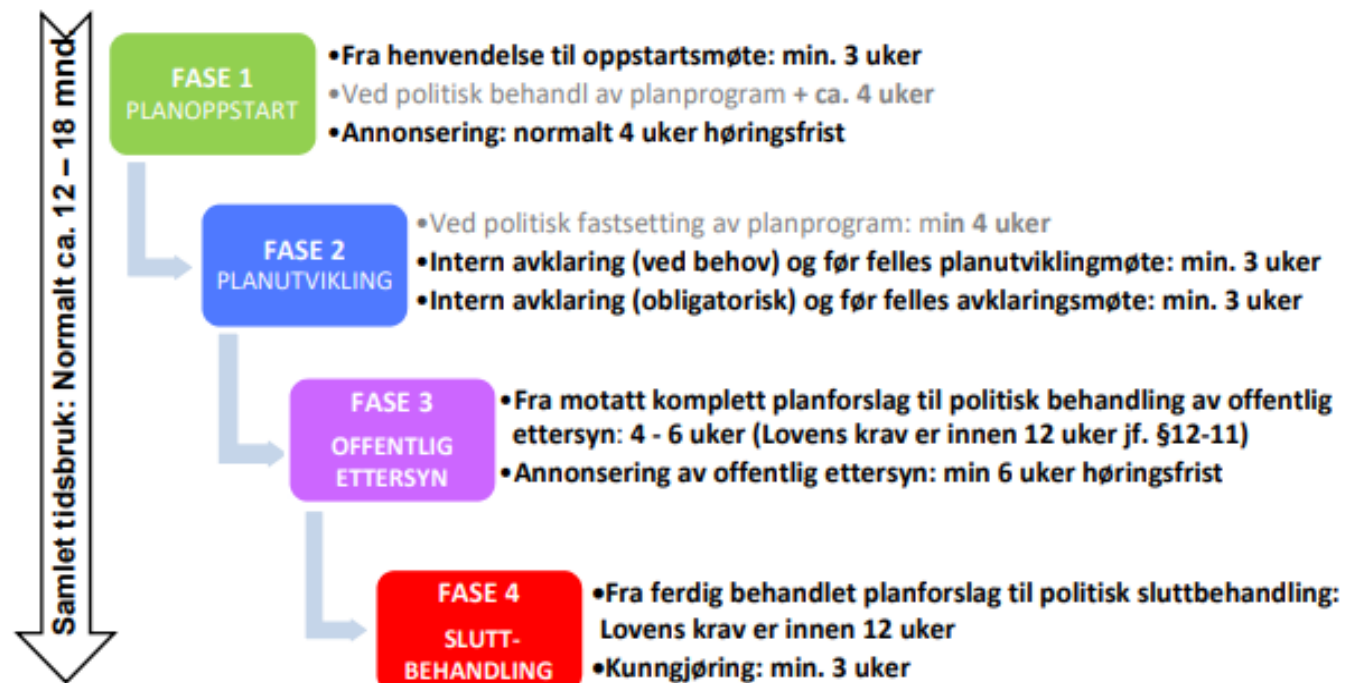 Samlet tidsbruk: Normalt ca. 12 – 18 mnd
FASE 1
PLANOPPSTART
•Fra henvendelse til oppstartsmøte: min. 3 uker
•Ved politisk behandl av planprogram + ca. 4 uker
•Annonsering: normalt 4 uker høringsfrist
FASE 2
PLANUTVIKLING
•Ved politisk fastsetting av planprogram: min 4 uker
•Intern avklaring (ved behov) og før felles planutviklingmøte: min. 3 uker
•Intern avklaring (obligatorisk) og før felles avklaringsmøte: min. 3 uker
FASE 3
OFFENTLIG
ETTERSYN
•Fra motatt komplett planforslag til politisk behandling av offentlig
ettersyn: 4 - 6 uker (Lovens krav er innen 12 uker jf. §12-11)
•Annonsering av offentlig ettersyn: min 6 uker høringsfrist
FASE 4
SLUTT-
BEHANDLING
•Fra ferdig behandlet planforslag til politisk sluttbehandling:
Lovens krav er innen 12 uker
•Kunngjøring: min. 3 uker